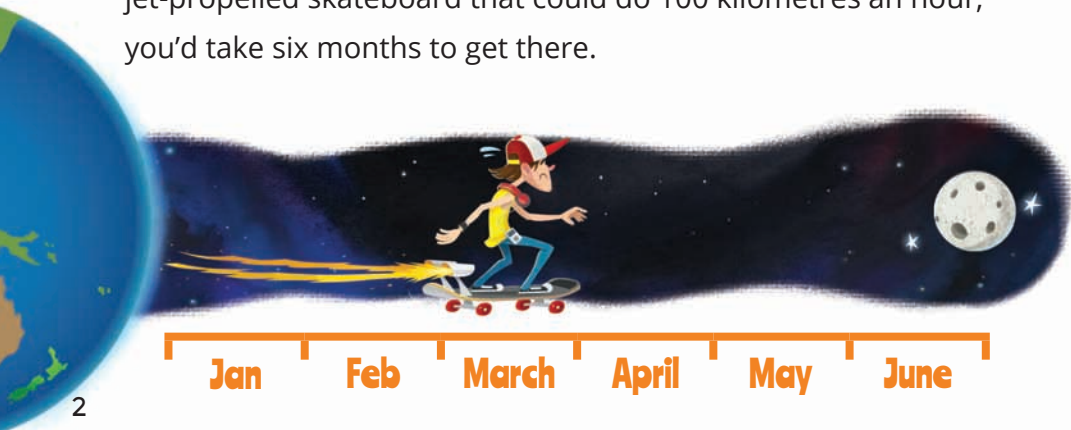 jet-propelled skateboard that could do 100 kilometres an hour,
you'd take six months to get there.
Jan Feb March April May June
2